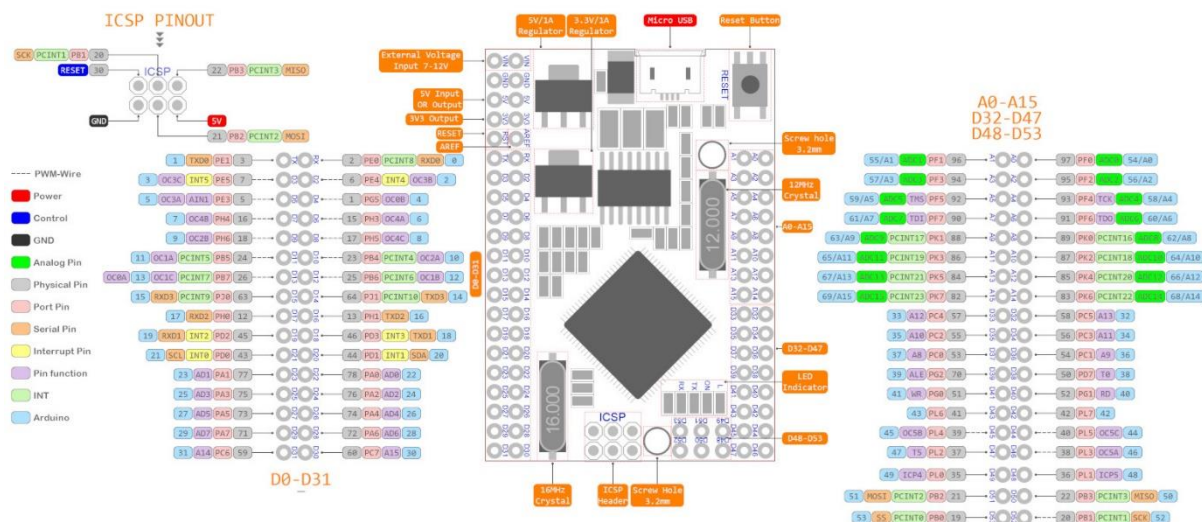 ICSP PINOUT
SCK PCINT1 PB1 20
RESET 30
ICSP
22 PB3 PCINT3 MISO
GND
5V
21 PB2 PCINT2 MOSI
PWM-Wire
Power
Control
GND
Analog Pin
Physical Pin
Port Pin
Serial Pin
Interrupt Pin
Pin function
INT
Arduino
1 TXD0 PE1 3
2 PE0 PCINT8 RXD0 0
3 OC3C INT5 PE5 7
6 PE4 INT4 OC3B 2
5 OC3A AIN1 PE3 5
1 PG5 OC0B 4
7 OC4B PH4 16
15 PH3 OC4A 6
9 OC2B PH6 18
17 PH5 OC4C 8
11 OC1A PCINT5 PB5 24
23 PB4 PCINT4 OC2A 10
OC0A 13 OC1C PCINT7 PB7 26
25 PB6 PCINT6 OC1B 12
15 RXD3 PCINT9 PJ0 63
64 PJ1 PCINT10 TXD3 14
17 RXD2 PH0 12
13 PH1 TXD2 16
19 RXD1 INT2 PD2 45
46 PD3 INT3 TXD1 18
21 SCL INT0 PD0 43
44 PD1 INT1 SDA 20
23 AD1 PA1 77
78 PA0 AD0 22
25 AD3 PA3 75
76 PA2 AD2 24
27 AD5 PA5 73
74 PA4 AD4 26
29 AD7 PA7 71
72 PA6 AD6 28
31 A14 PC6 59
60 PC7 A15 30
D0-D31
5V/1A
Regulator
3.3V/1A
Regulator
Micro USB
Reset Button
External Voltage
Input 7-12V
5V Input
OR Output
3V3 Output
RESET
AREF
RESET
Screw hole
3.2mm
12MHz
Crystal
12.000
A0-A15
D0-D31
D32-D47
LED
Indicator
RX TX ON L
16.000
ICSP
D48-D53
16MHz
Crystal
ICSP
Header
Screw Hole
3.2mm
A0-A15
D32-D47
D48-D53
55/A1 PF1 96
97 PF0 54/A0
57/A3 PF3 94
95 PF2 56/A2
59/A5 TMS PF5 92
93 PF4 TCK 58/A4
61/A7 TDI PF7 90
91 PF6 TDO 60/A6
63/A9 PCINT17 PK1 88
89 PK0 PCINT16 62/A8
65/A11 PCINT19 PK3 86
87 PK2 PCINT18 64/A10
67/A13 PCINT21 PK5 84
85 PK4 PCINT20 66/A12
69/A15 PCINT23 PK7 82
83 PK6 PCINT22 68/A14
33 A12 PC4 57
58 PC5 A13 32
35 A10 PC2 55
56 PC3 A11 34
37 A8 PC0 53
54 PC1 A9 36
39 ALE PG2 70
50 PD7 T0 38
41 WR PG0 51
52 PG1 RD 40
43 PL6 41
42 PL7 42
45 OC5B PL4 39
40 PL5 OC5C 44
47 T5 PL2 37
38 PL3 OC5A 46
49 ICP4 PL0 35
36 PL1 ICP5 48
51 MOSI PCINT2 PB2 21
22 PB3 PCINT3 MISO 50
53 SS PCINT0 PB0 19
20 PB1 PCINT1 SCK 52